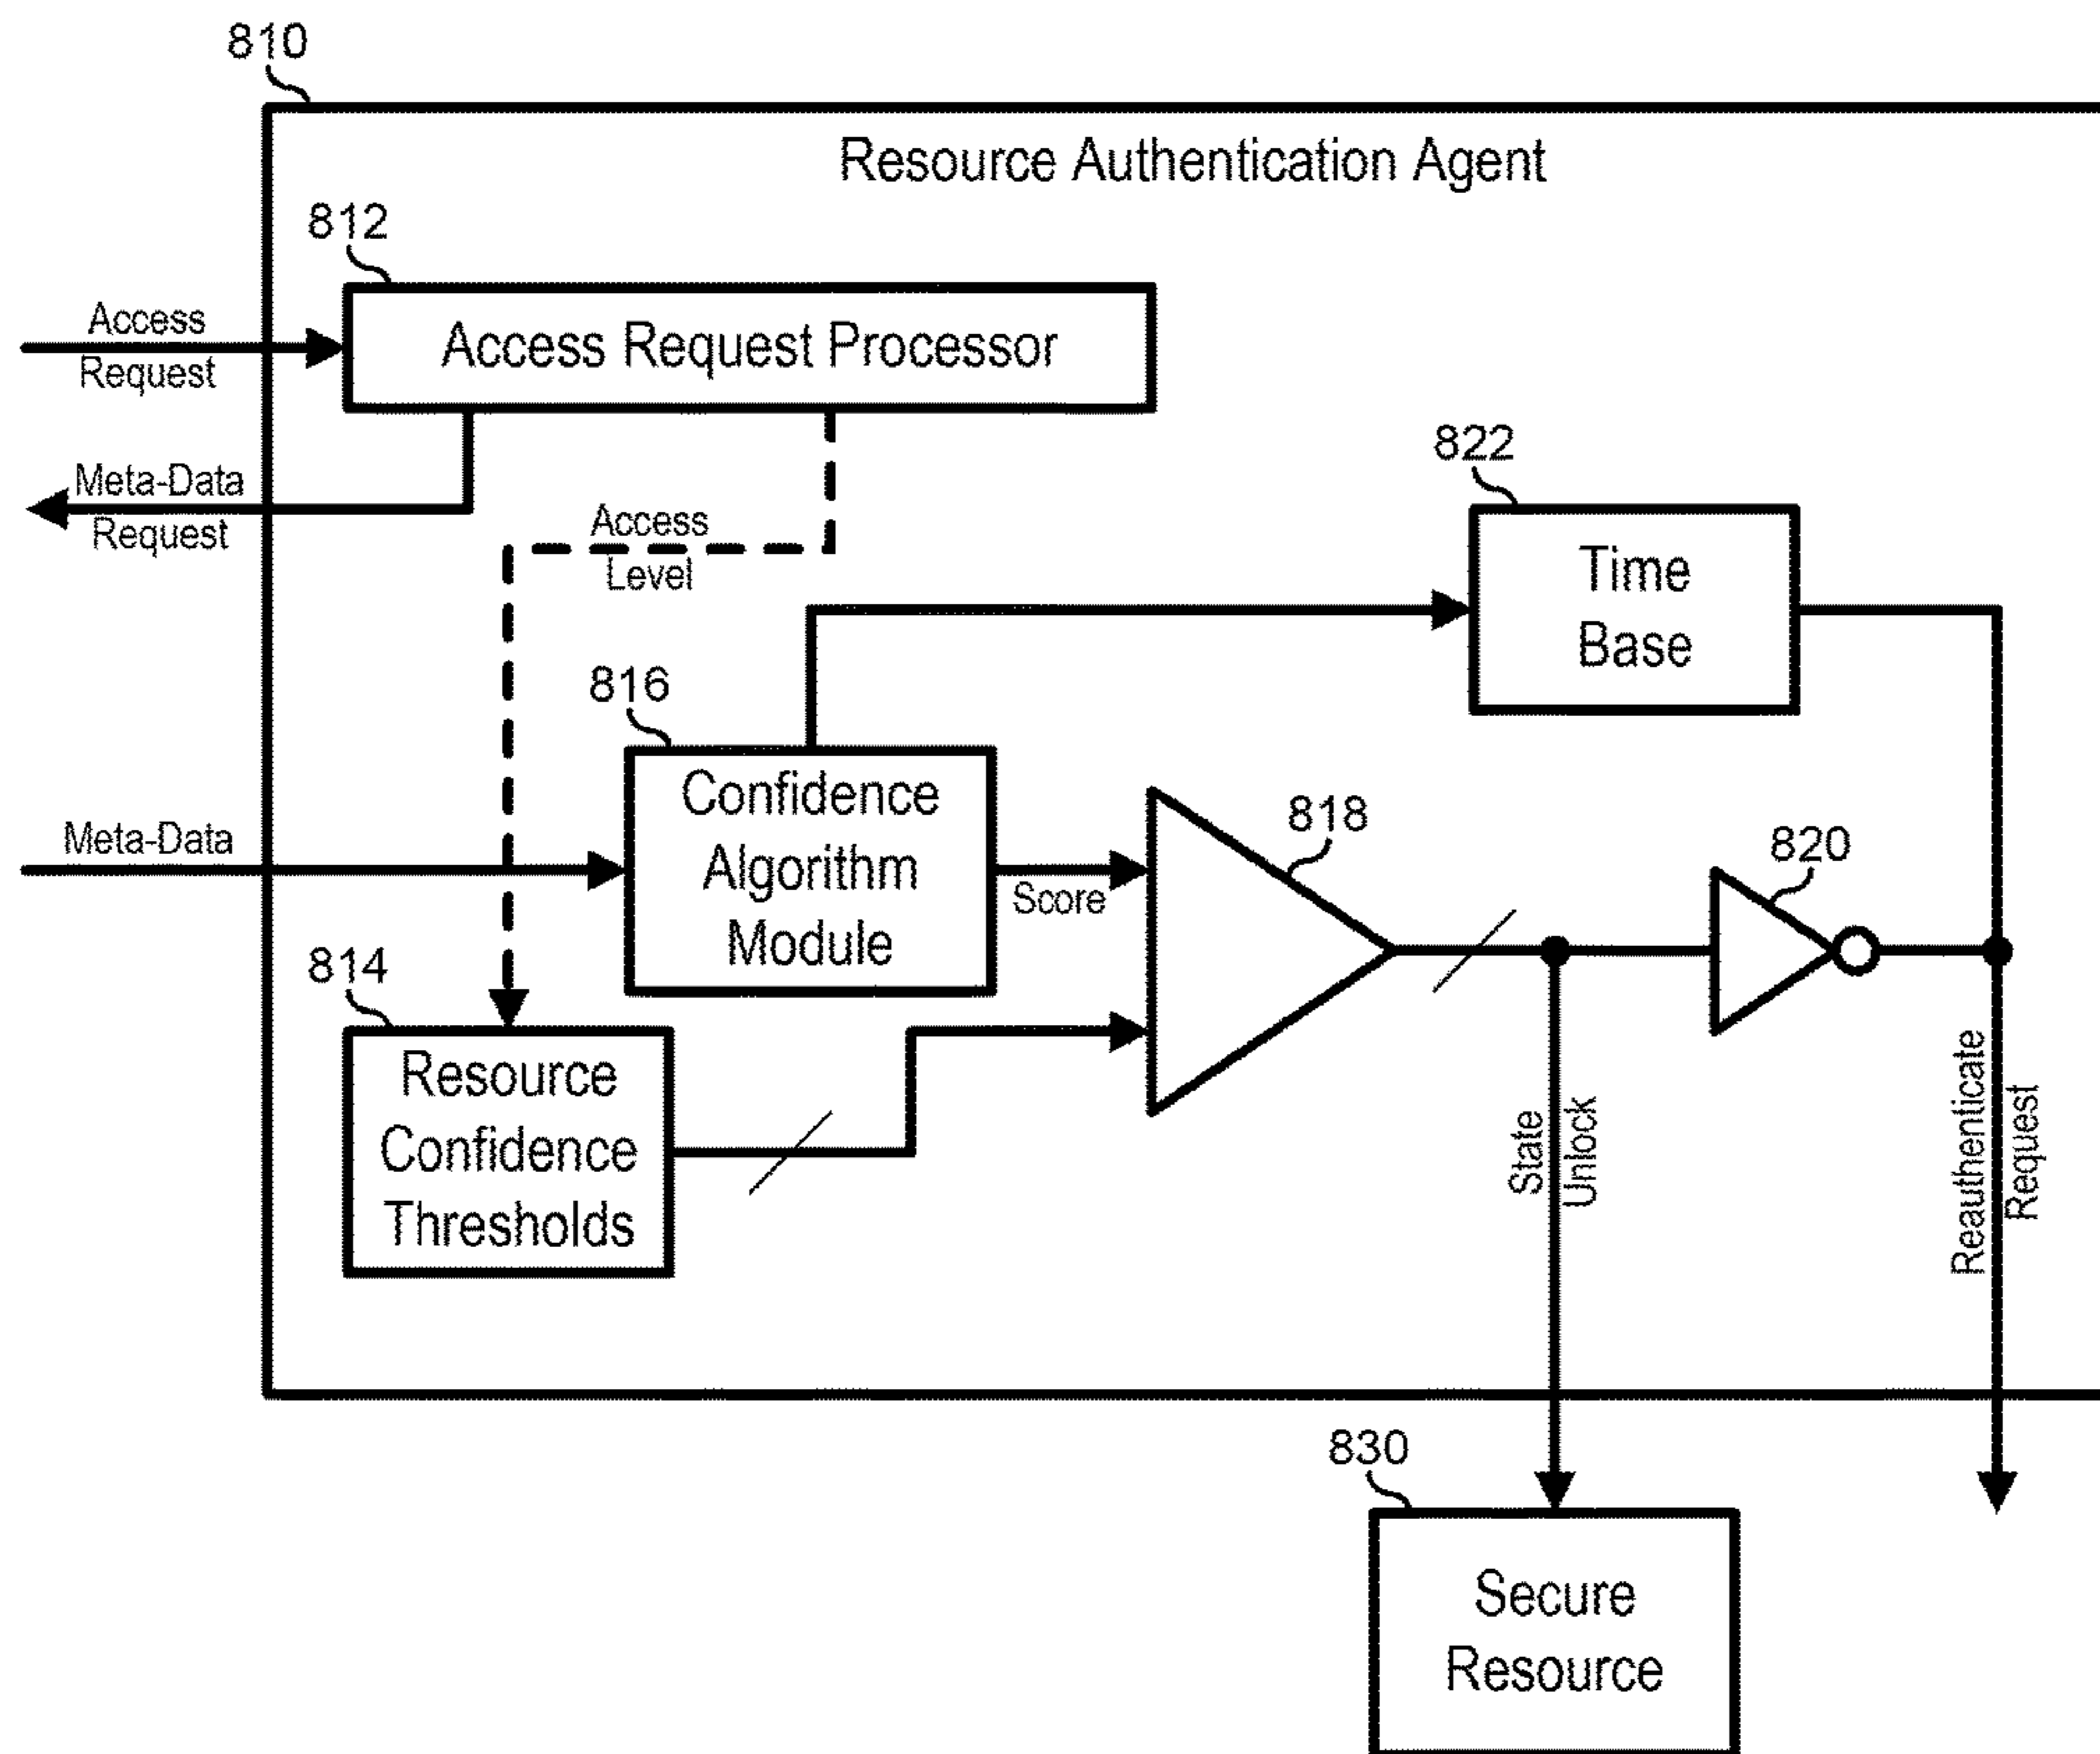 810
Resource Authentication Agent
812
Access
Request
Access Request Processor
Meta-Data
Request
Access
Level
822
Time
Base
816
Confidence
Algorithm
Module
Meta-Data
Score
818
820
814
Resource
Confidence
Thresholds
State
Unlock
Reauthenticate
Request
830
Secure
Resource